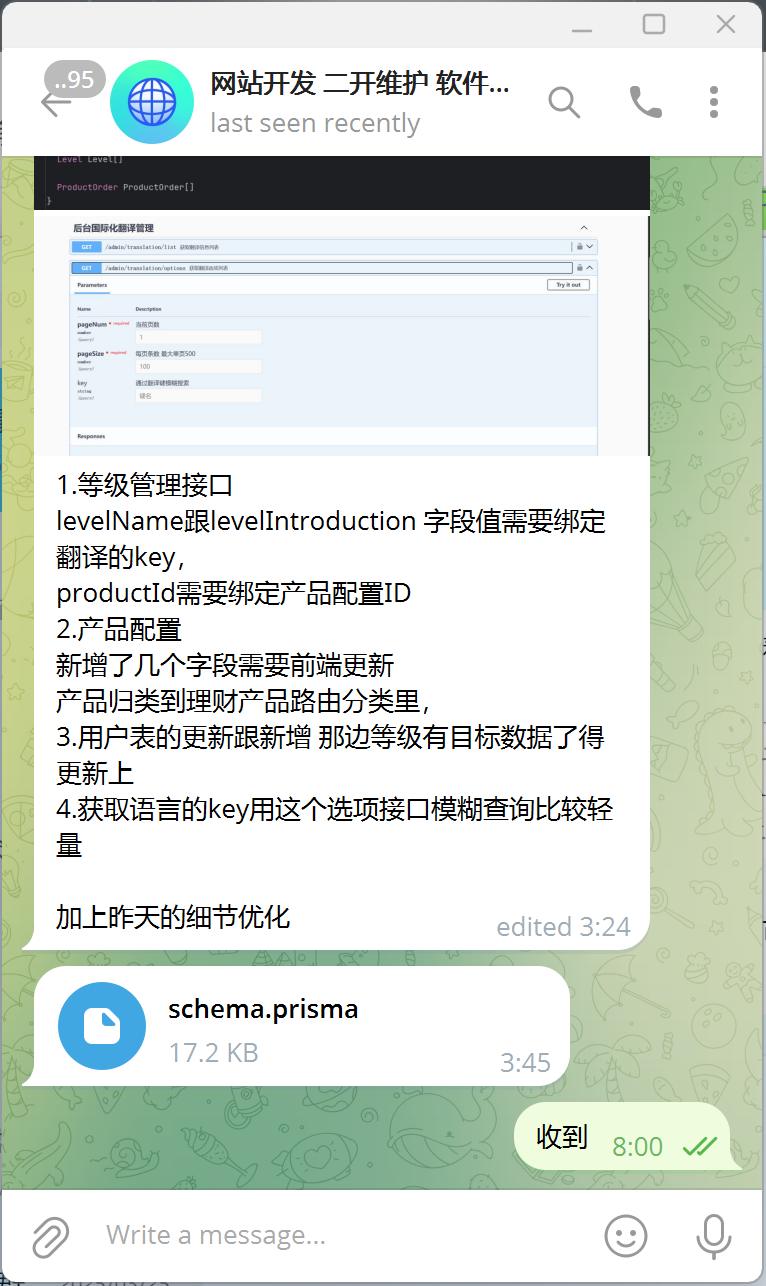 ..95
网站开发 二开维护 软件...
last seen recently
Level Level[]
ProductOrder ProductOrder[]
}
后台国际化翻译管理
GET /admin/translation/list 获取翻译信息列表
GET /admin/translation/options 获取翻译选项列表
Parameters
Try it out
Name Description
pageNum * required 当前页数
number
(query)
1
pageSize * required 每页条数 最大单页500
number
(query)
100
key 通过翻译键模糊搜索
string
(query)
键名
Responses
1.等级管理接口
levelName跟levelIntroduction 字段值需要绑定
翻译的key，
productId需要绑定产品配置ID
2.产品配置
新增了几个字段需要前端更新
产品归类到理财产品路由分类里，
3.用户表的更新跟新增 那边等级有目标数据了得
更新上
4.获取语言的key用这个选项接口模糊查询比较轻
量
加上昨天的细节优化
edited 3:24
schema.prisma
17.2 KB
3:45
收到
8:00
Write a message...